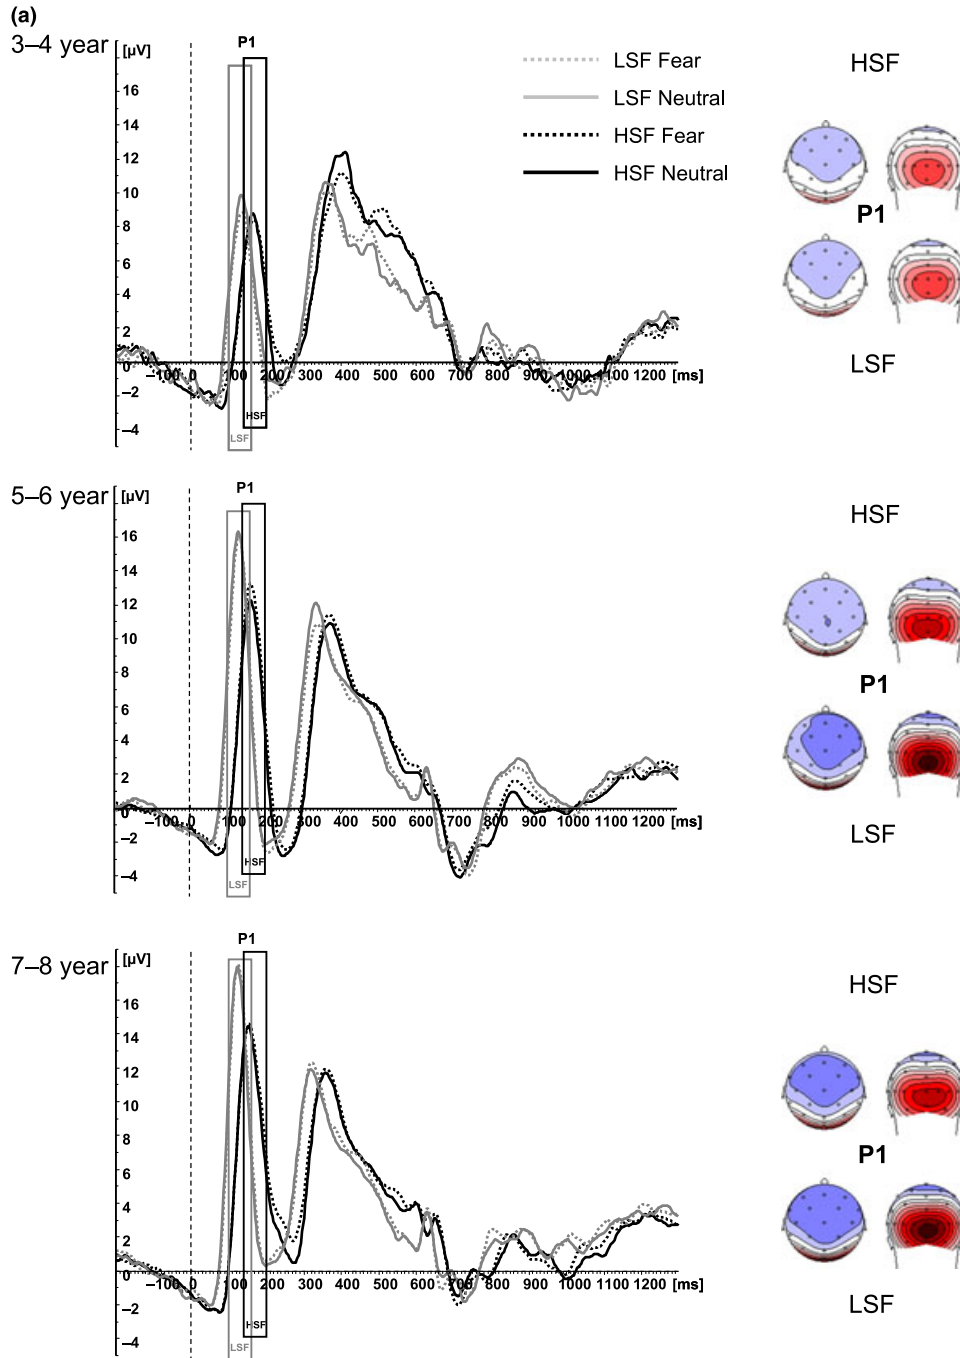 (a)
3–4 year
[µV]
P1
LSF Fear
LSF Neutral
HSF Fear
HSF Neutral
HSF
P1
LSF
16
14
12
10
8
6
4
2
0
−2
−4
−100 0 100 200 300 400 500 600 700 800 900 1000 1100 1200 [ms]
HSF
LSF
5–6 year
[µV]
P1
HSF
P1
LSF
16
14
12
10
8
6
4
2
0
−2
−4
−100 0 100 200 300 400 500 600 700 800 900 1000 1100 1200 [ms]
HSF
LSF
7–8 year
[µV]
P1
HSF
P1
LSF
16
14
12
10
8
6
4
2
0
−2
−4
−100 0 100 200 300 400 500 600 700 800 900 1000 1100 1200 [ms]
HSF
LSF